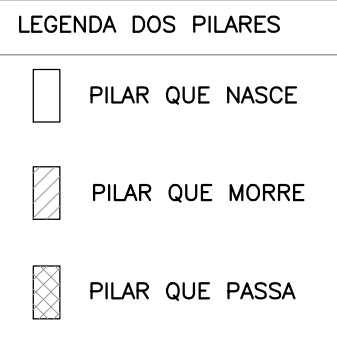 LEGENDA DOS PILARES
PILAR QUE NASCE
PILAR QUE MORRE
PILAR QUE PASSA